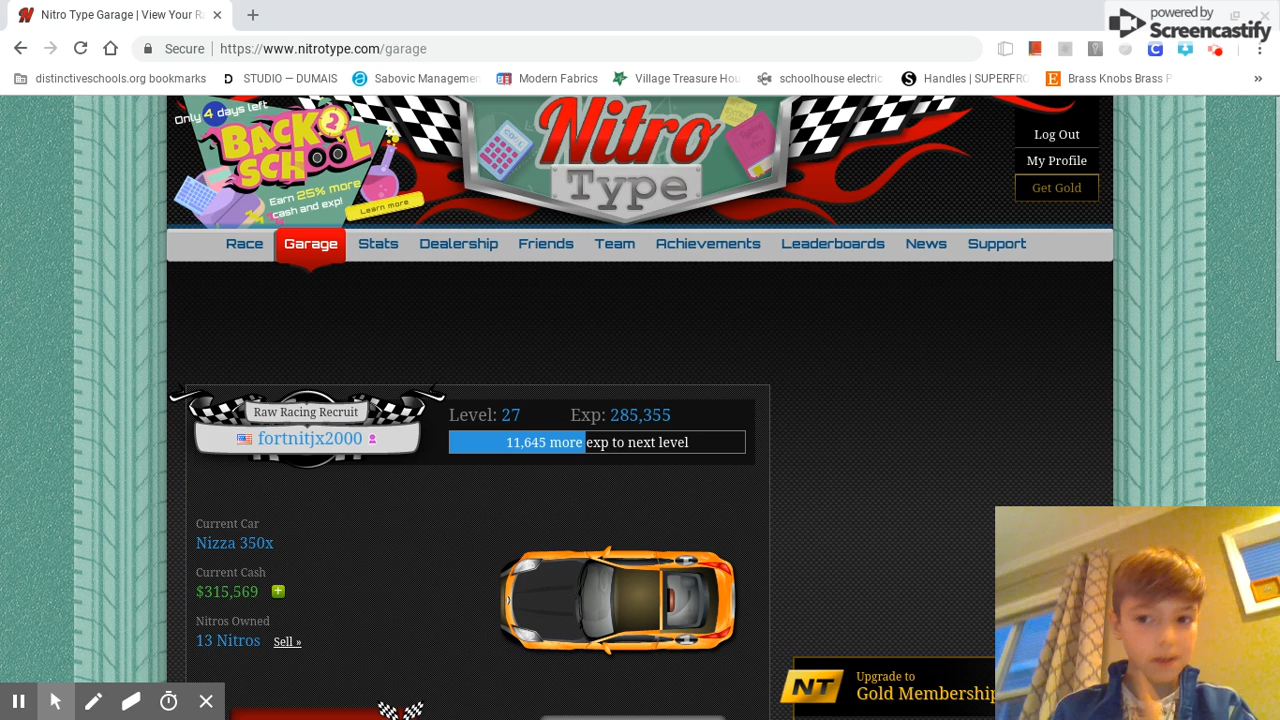 Nitro Type Garage | View Your Ra
powered by
Screencastify
Secure
https://www.nitrotype.com/garage
distinctiveschools.org bookmarks
STUDIO — DUMAIS
Sabovic Managemen
Modern Fabrics
Village Treasure Hou
schoolhouse electric
Handles | SUPERFRO
Brass Knobs Brass P
»
Only 4 days left
BACK 2
SCHOOL
Earn 25% more
cash and exp!
Learn more
Nitro
Type
Log Out
My Profile
Get Gold
Race
Garage
Stats
Dealership
Friends
Team
Achievements
Leaderboards
News
Support
Raw Racing Recruit
fortnitjx2000
Level: 27
Exp: 285,355
11,645 more exp to next level
Current Car
Nizza 350x
Current Cash
$315,569
Nitros Owned
13 Nitros
Sell »
NT
Upgrade to
Gold Membership